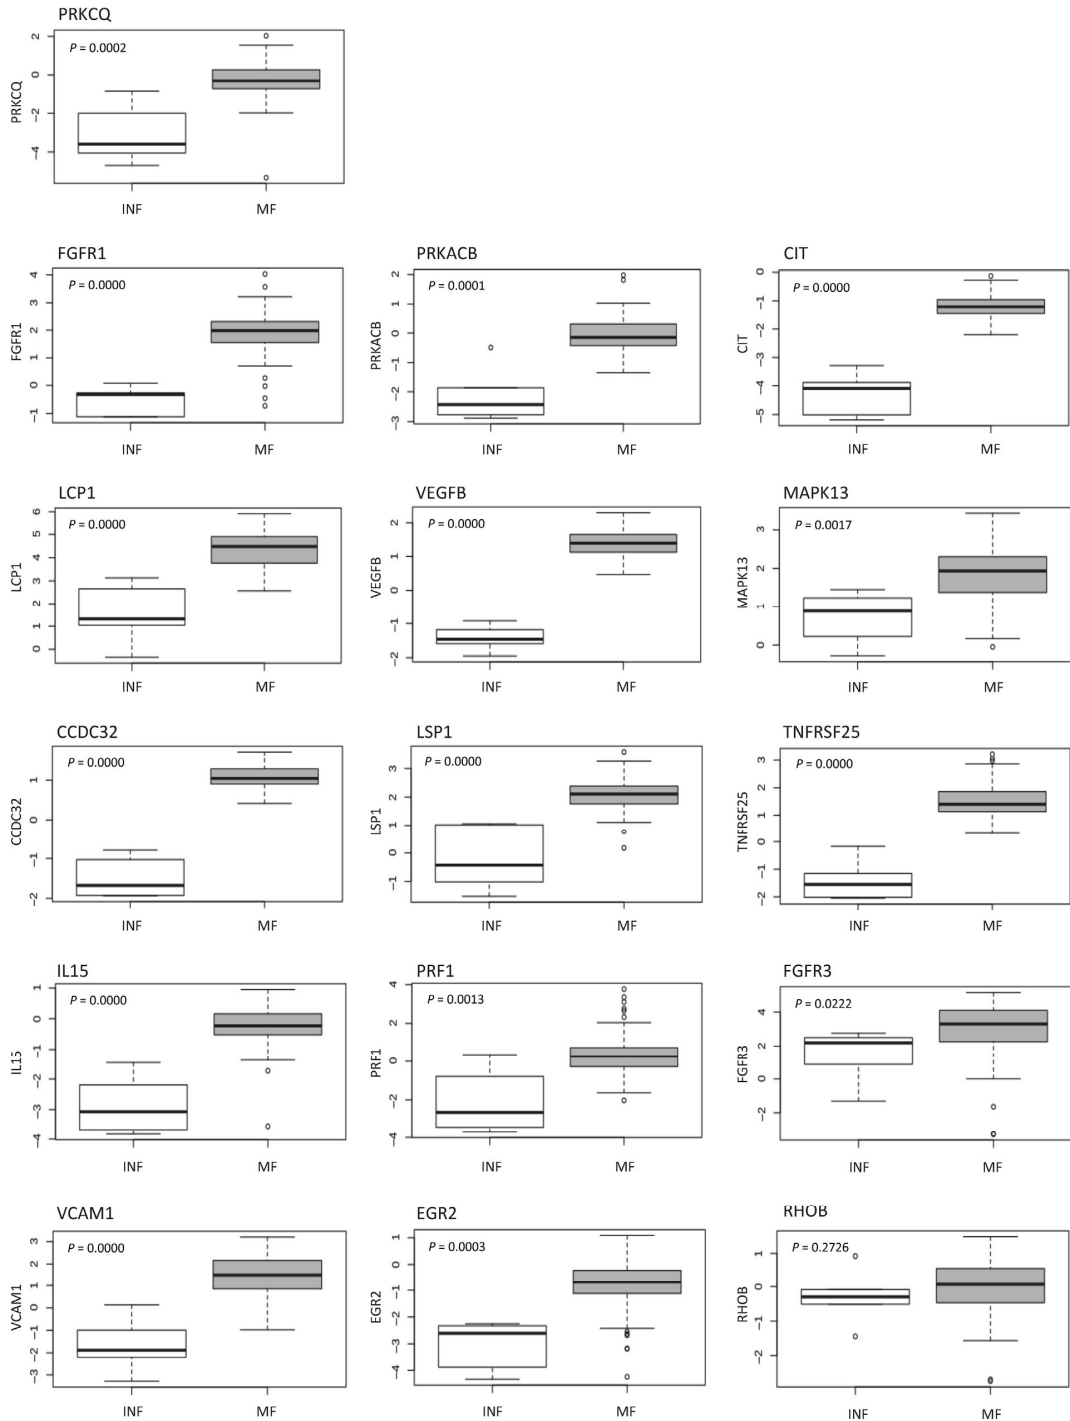 PRKCQ
P = 0.0002
PRKCQ
2
0
−2
−4
INF MF
FGFR1
P = 0.0000
FGFR1
4
3
2
1
0
−1
INF MF
PRKACB
P = 0.0001
PRKACB
2
1
0
−1
−2
−3
INF MF
CIT
P = 0.0000
CIT
0
−1
−2
−3
−4
−5
INF MF
LCP1
P = 0.0000
LCP1
6
5
4
3
2
1
0
INF MF
VEGFB
P = 0.0000
VEGFB
2
1
0
−1
−2
INF MF
MAPK13
P = 0.0017
MAPK13
3
2
1
0
INF MF
CCDC32
P = 0.0000
CCDC32
1
0
−1
−2
INF MF
LSP1
P = 0.0000
LSP1
3
2
1
0
−1
INF MF
TNFRSF25
P = 0.0000
TNFRSF25
3
2
1
0
−1
−2
INF MF
IL15
P = 0.0000
IL15
1
0
−1
−2
−3
−4
INF MF
PRF1
P = 0.0013
PRF1
4
2
0
−2
−4
INF MF
FGFR3
P = 0.0222
FGFR3
4
2
0
−2
INF MF
VCAM1
P = 0.0000
VCAM1
3
2
1
0
−1
−2
−3
INF MF
EGR2
P = 0.0003
EGR2
1
0
−1
−2
−3
−4
INF MF
RHOB
P = 0.2726
RHOB
1
0
−1
−2
INF MF